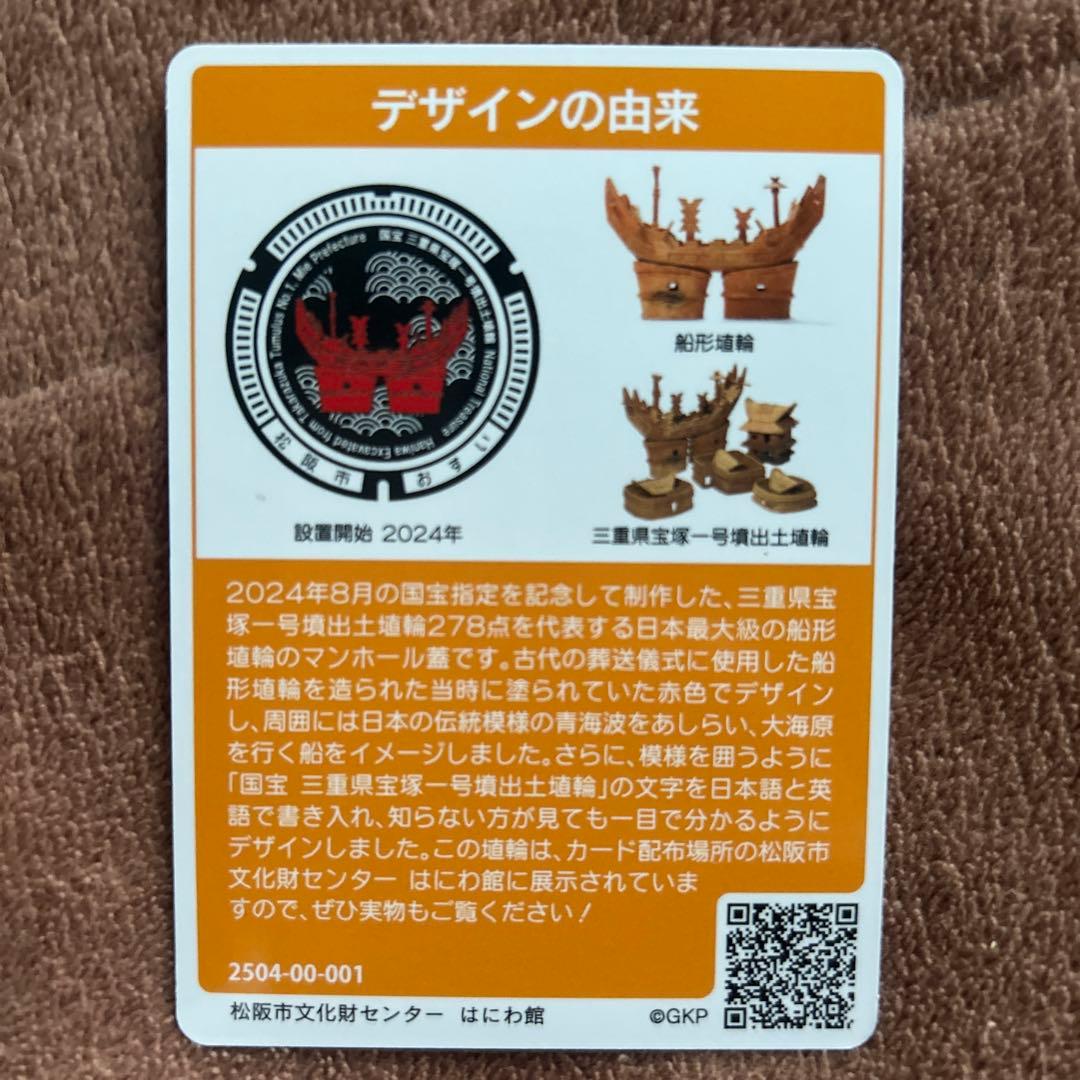 デザインの由来
国宝 三重県宝塚一号墳出土埴輪 National Treasure Haniwa Excavated from Takarazuka Tumulus No.1, Mie Prefecture
松阪市 おすい
設置開始 2024年
船形埴輪
三重県宝塚一号墳出土埴輪
2024年8月の国宝指定を記念して制作した、三重県宝
塚一号墳出土埴輪278点を代表する日本最大級の船形
埴輪のマンホール蓋です。古代の葬送儀式に使用した船
形埴輪を造られた当時に塗られていた赤色でデザイン
し、周囲には日本の伝統模様の青海波をあしらい、大海原
を行く船をイメージしました。さらに、模様を囲うように
「国宝 三重県宝塚一号墳出土埴輪」の文字を日本語と英
語で書き入れ、知らない方が見ても一目で分かるように
デザインしました。この埴輪は、カード配布場所の松阪市
文化財センター はにわ館に展示されていま
すので、ぜひ実物もご覧ください！
2504-00-001
松阪市文化財センター はにわ館
©GKP